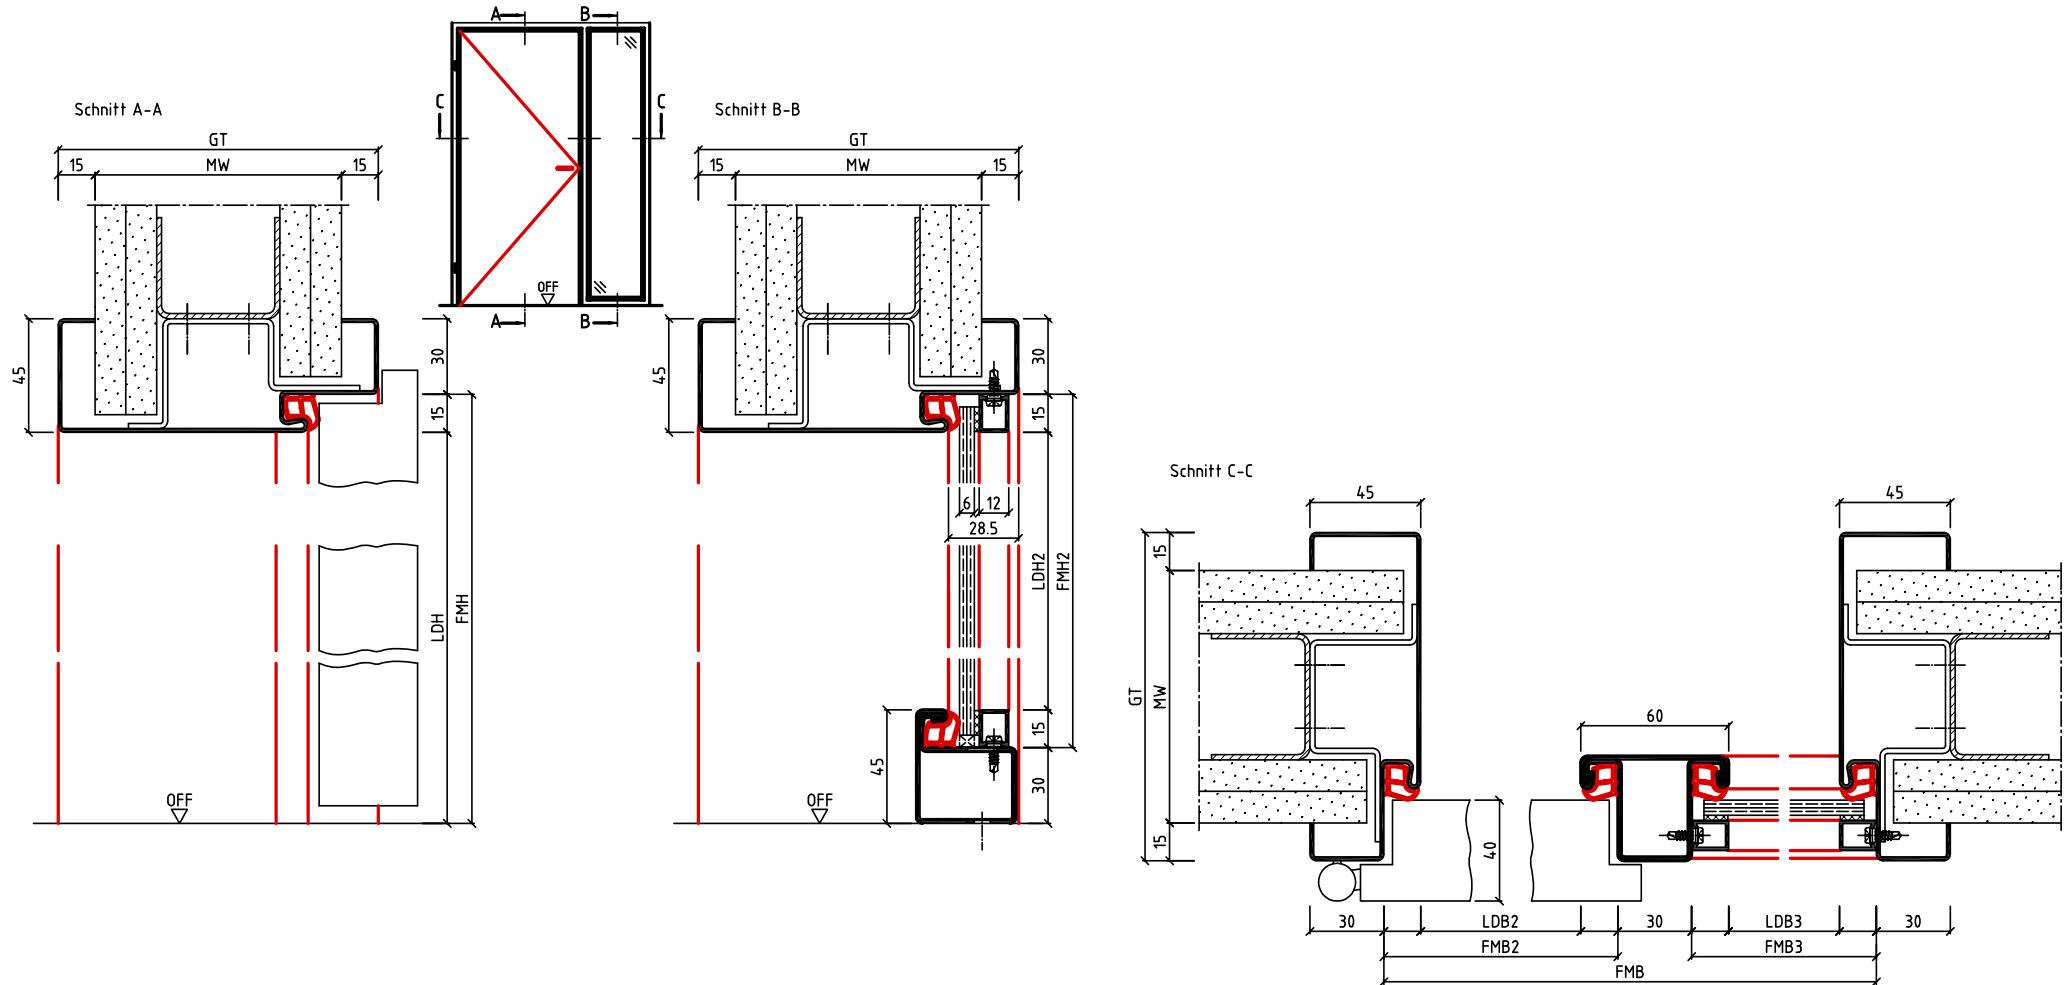 A
B
C
C
OFF
A
B
Schnitt A-A
GT
15
MW
15
45
30
15
LDH
FMH
OFF
Schnitt B-B
GT
15
MW
15
45
30
15
6
12
28.5
LDH2
FMH2
45
15
30
OFF
Schnitt C-C
45
45
15
GT
MW
15
60
40
30
LDB2
30
LDB3
30
FMB2
FMB3
FMB